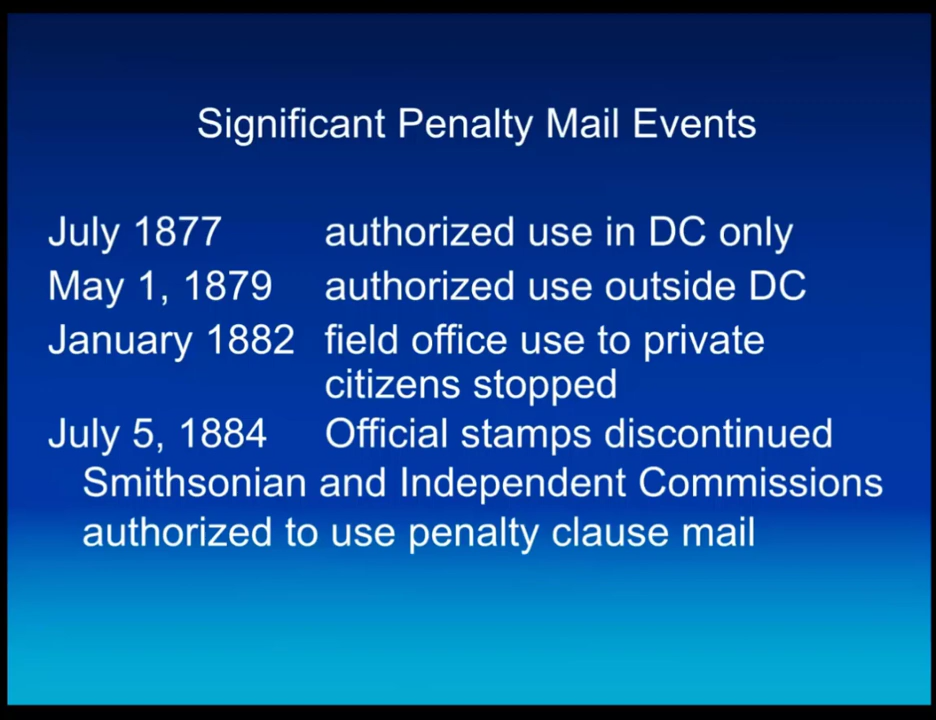 Significant Penalty Mail Events
July 1877 authorized use in DC only
May 1, 1879 authorized use outside DC
January 1882 field office use to private
citizens stopped
July 5, 1884 Official stamps discontinued
Smithsonian and Independent Commissions
authorized to use penalty clause mail